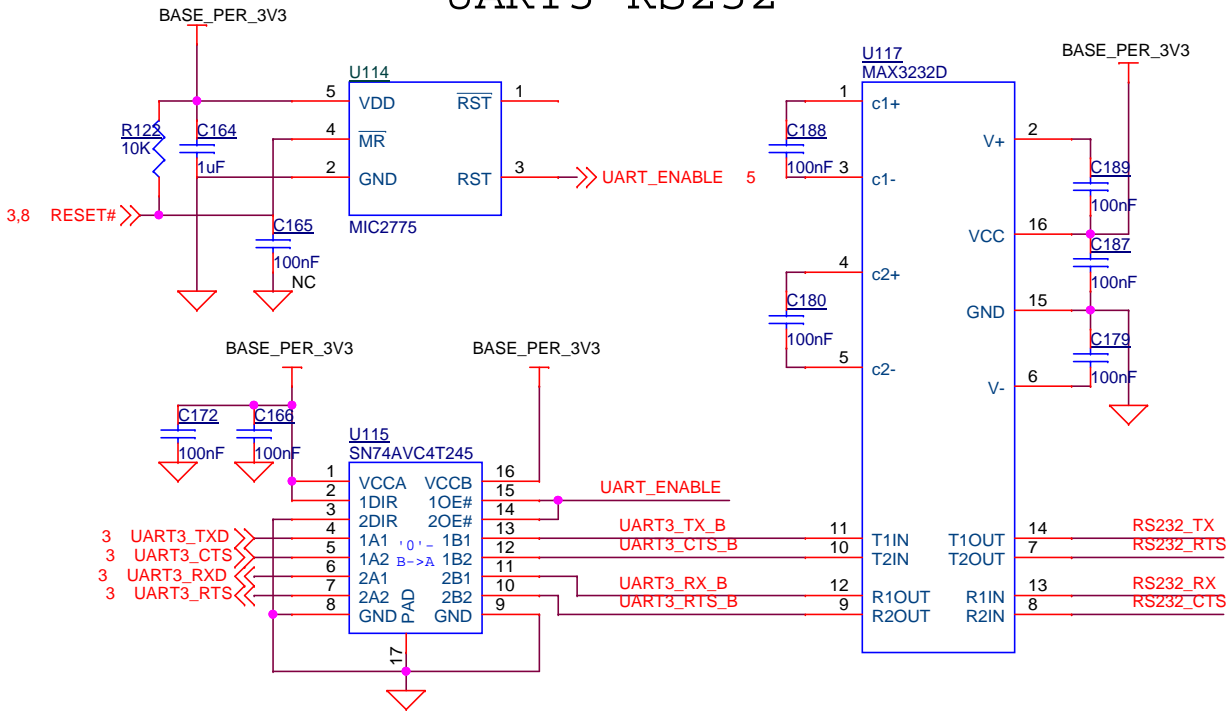 UART3 RS232
BASE_PER_3V3
U114
VDD
RST
MR
GND
RST
5
4
2
1
3
MIC2775
R122
10K
C164
1uF
3,8 RESET#
C165
100nF
NC
UART_ENABLE 5
U117
MAX3232D
BASE_PER_3V3
1
c1+
C188
100nF
3
c1-
4
c2+
C180
100nF
5
c2-
V+
2
C189
100nF
VCC
16
C187
100nF
GND
15
C179
100nF
V-
6
BASE_PER_3V3
BASE_PER_3V3
C172
100nF
C166
100nF
U115
SN74AVC4T245
1 VCCA VCCB 16
2 1DIR 1OE# 15
3 2DIR 2OE# 14
4 1A1 1B1 13
5 1A2 1B2 12
6 2A1 2B1 11
7 2A2 2B2 10
8 GND GND 9
PAD
17
'0'-
B->A
3 UART3_TXD
3 UART3_CTS
3 UART3_RXD
3 UART3_RTS
UART_ENABLE
UART3_TX_B
UART3_CTS_B
UART3_RX_B
UART3_RTS_B
11 T1IN T1OUT 14 RS232_TX
10 T2IN T2OUT 7 RS232_RTS
12 R1OUT R1IN 13 RS232_RX
9 R2OUT R2IN 8 RS232_CTS